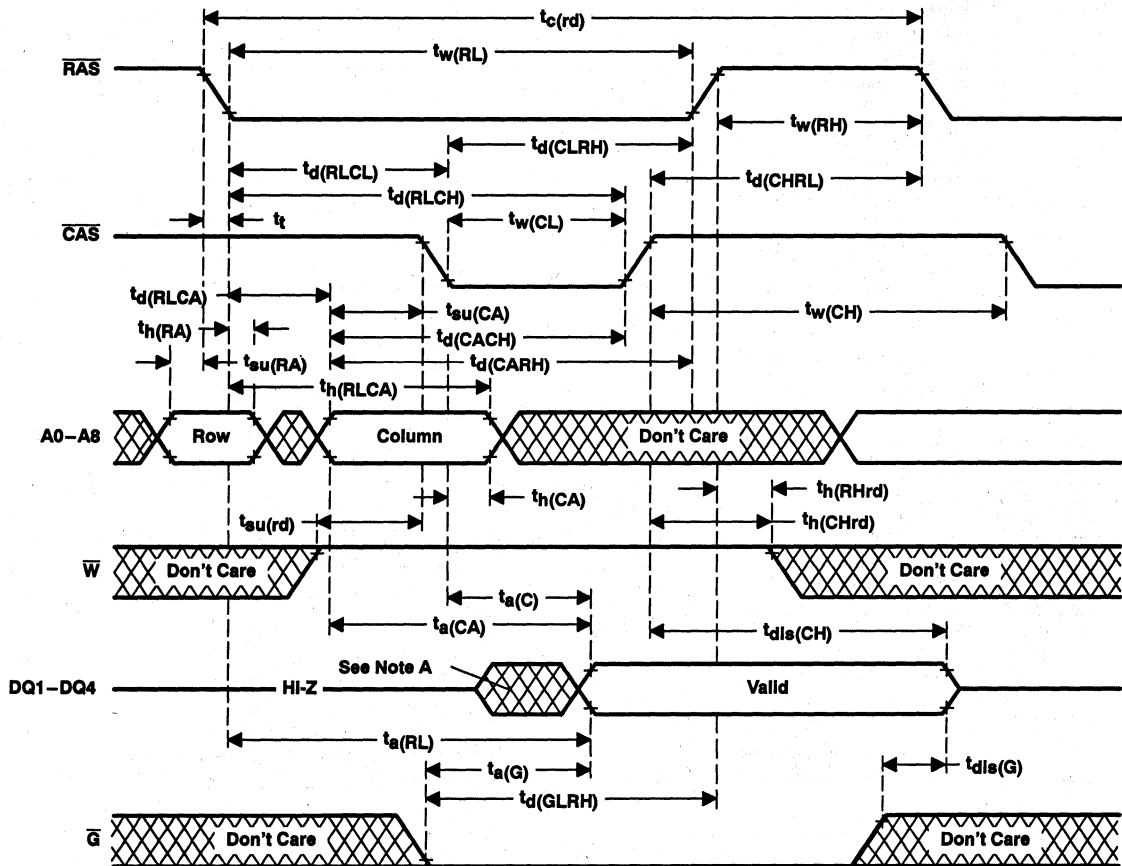 tc(rd)
tw(RL)
RAS
tw(RH)
td(CLRH)
td(RLCL)
td(CHRL)
td(RLCH)
tt
tw(CL)
CAS
td(RLCA)
tsu(CA)
tw(CH)
th(RA)
td(CACH)
tsu(RA)
td(CARH)
th(RLCA)
A0–A8
Row
Column
Don't Care
th(RHrd)
th(CA)
tsu(rd)
th(CHrd)
W
Don't Care
Don't Care
ta(C)
ta(CA)
tdis(CH)
See Note A
DQ1–DQ4
HI-Z
Valid
ta(RL)
ta(G)
tdis(G)
td(GLRH)
G
Don't Care
Don't Care